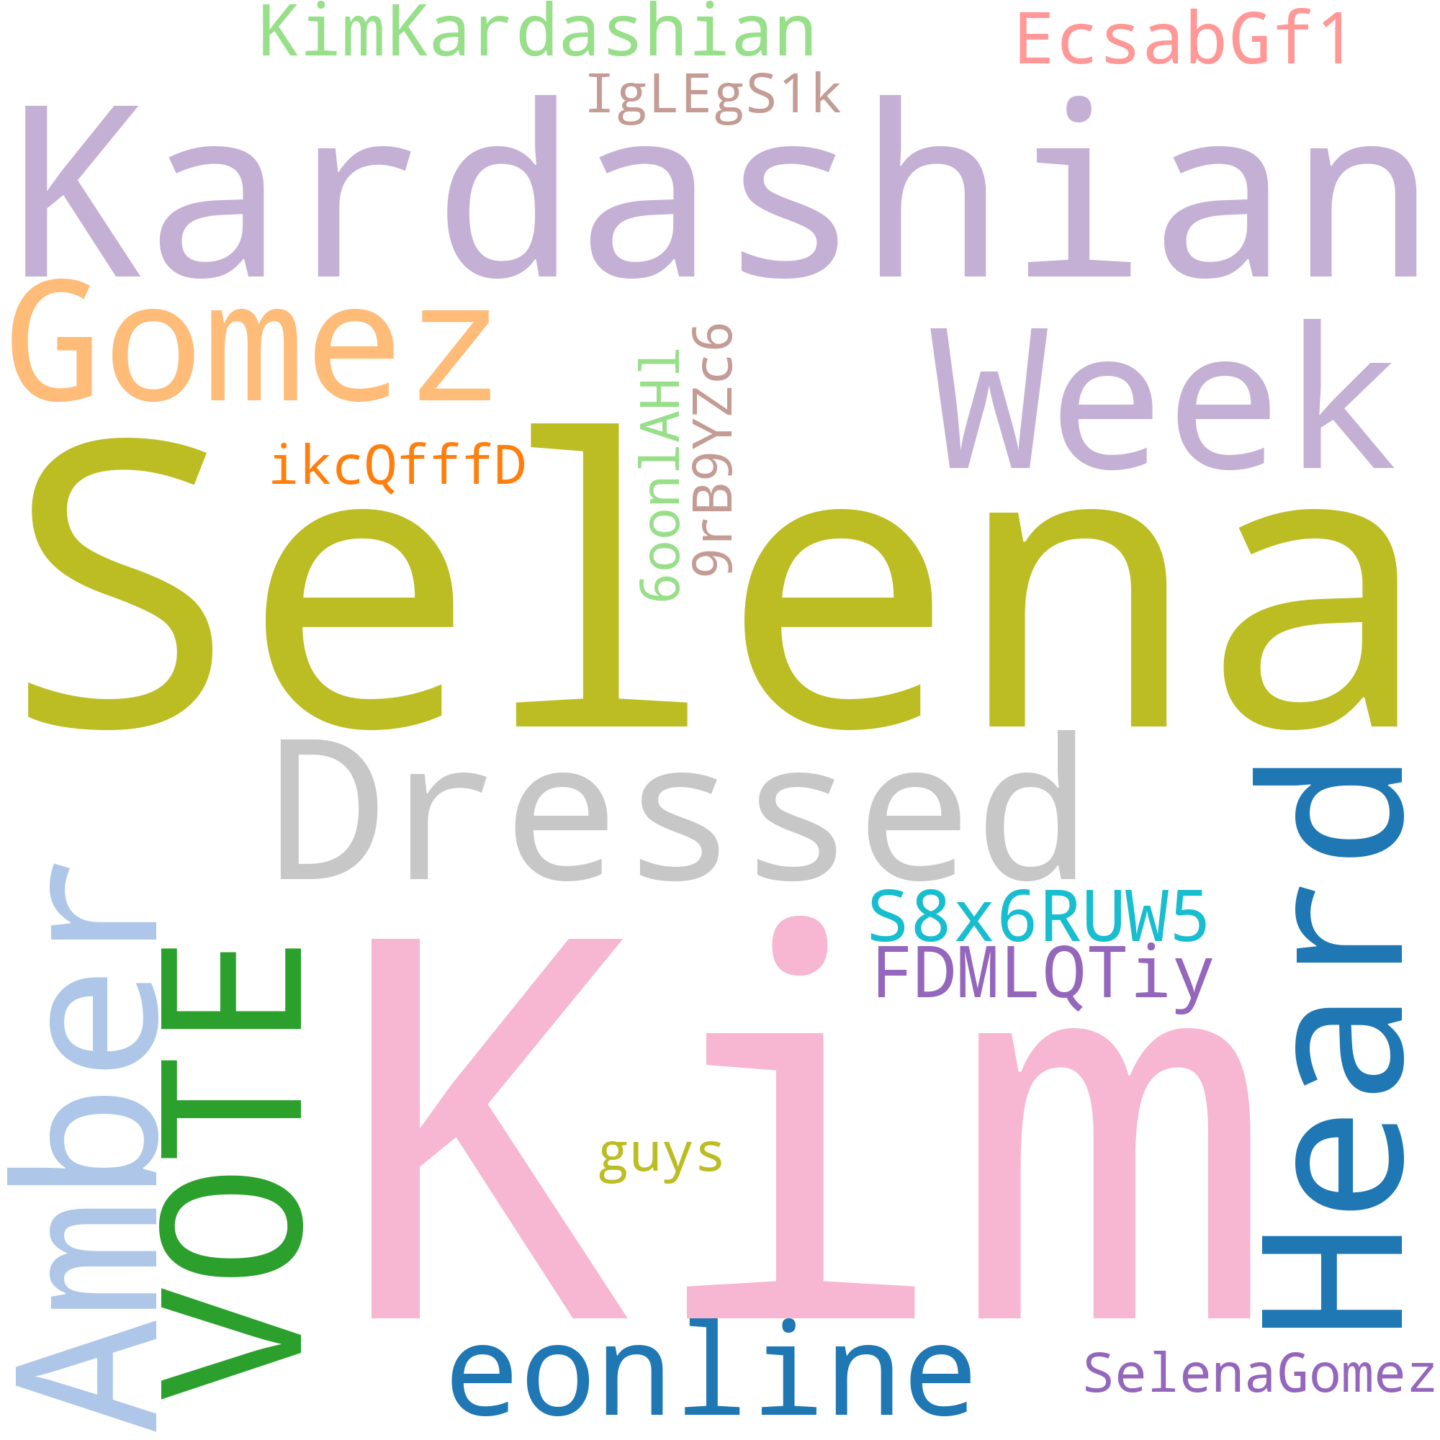 KimKardashian
EcsabGf1
IgLEgS1k
Kardashian
Gomez
Week
6oonlAHl
9rB9YZc6
ikcQfffD
Selena
Dressed
Heard
Amber
VOTE
S8x6RUW5
FDMLQTiy
Kim
guys
eonline
SelenaGomez